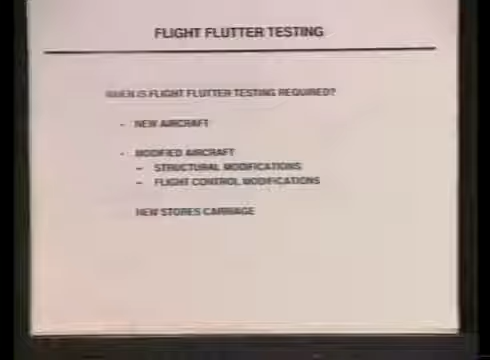 FLIGHT FLUTTER TESTING
WHEN IS FLIGHT FLUTTER TESTING REQUIRED?
- NEW AIRCRAFT
- MODIFIED AIRCRAFT
- STRUCTURAL MODIFICATIONS
- FLIGHT CONTROL MODIFICATIONS
NEW STORES CARRIAGE